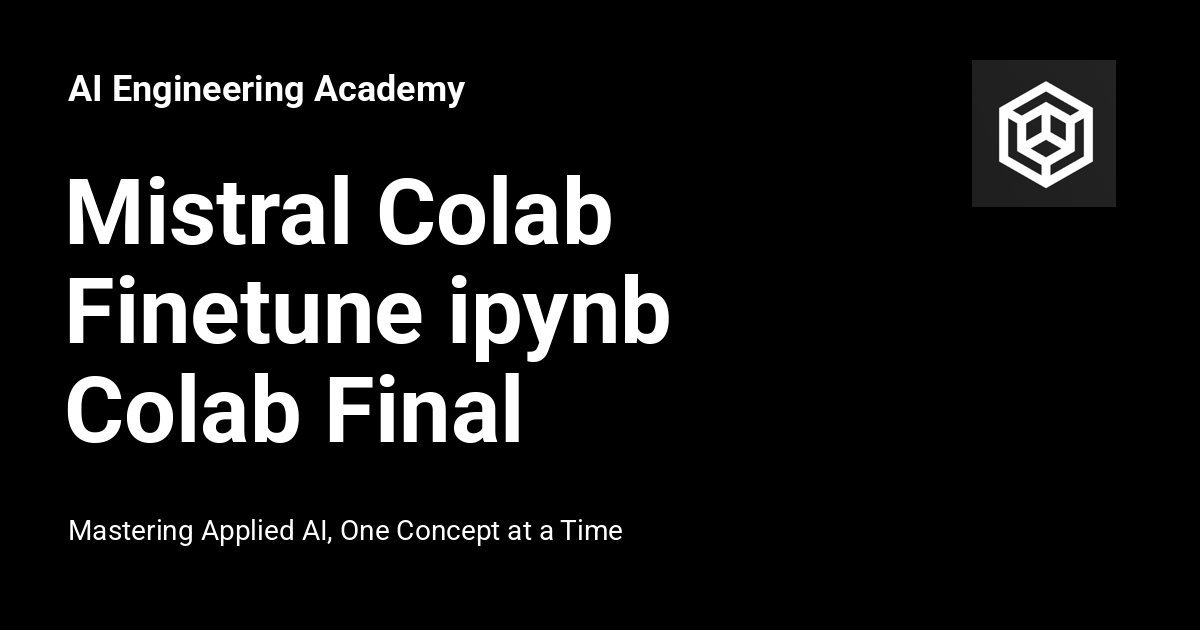 AI Engineering Academy
Mistral Colab
Finetune ipynb
Colab Final
Mastering Applied AI, One Concept at a Time